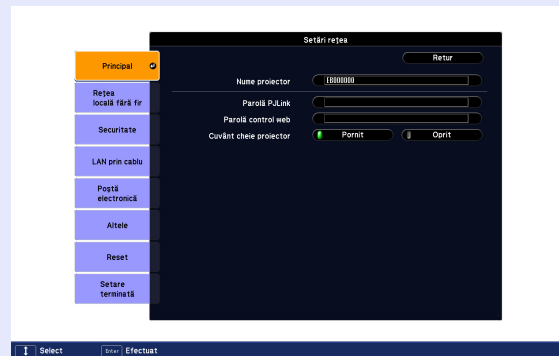 Setări rețea
Retur
Principal
Nume proiector EB000000
Rețea
locală fără fir
Parolă PJLink
Parolă control web
Securitate
Cuvânt cheie proiector Pornit Oprit
LAN prin cablu
Poștă
electronică
Altele
Reset
Setare
terminată
Select Enter Efectuat